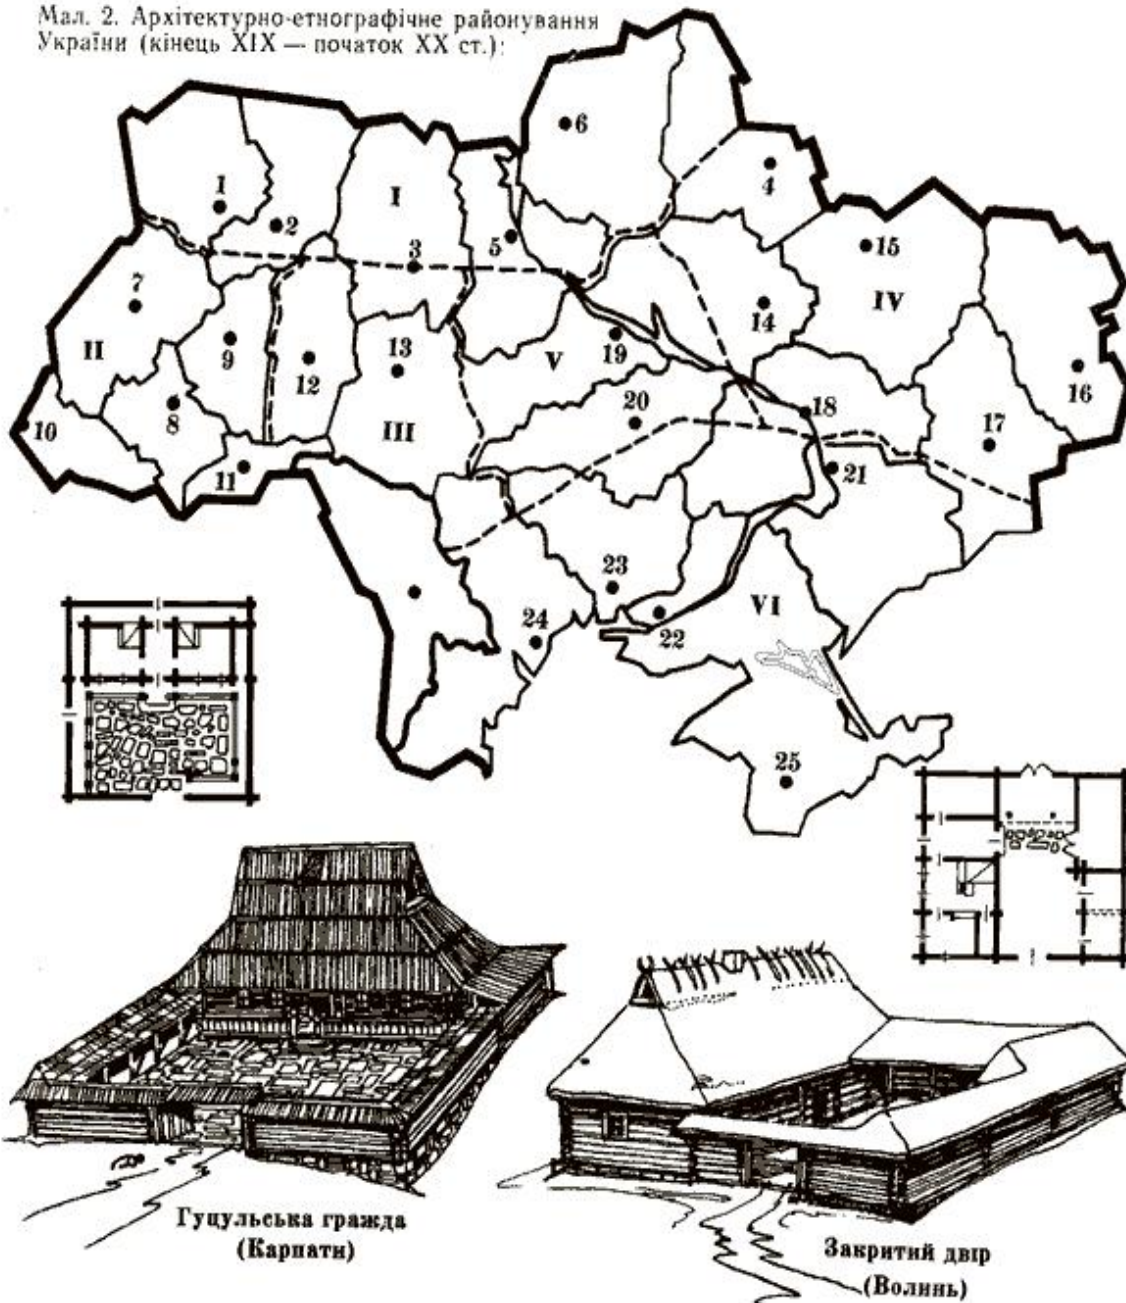 Мал. 2. Архітектурно-етнографічне районування
України (кінець XIX — початок XX ст.):
6
1
I
4
2
5
15
3
7
IV
14
13
19
II
9
V
12
16
20
18
8
10
III
17
11
21
23
VI
24
22
25
Гуцульська гражда
(Карпати)
Закритий двір
(Волинь)